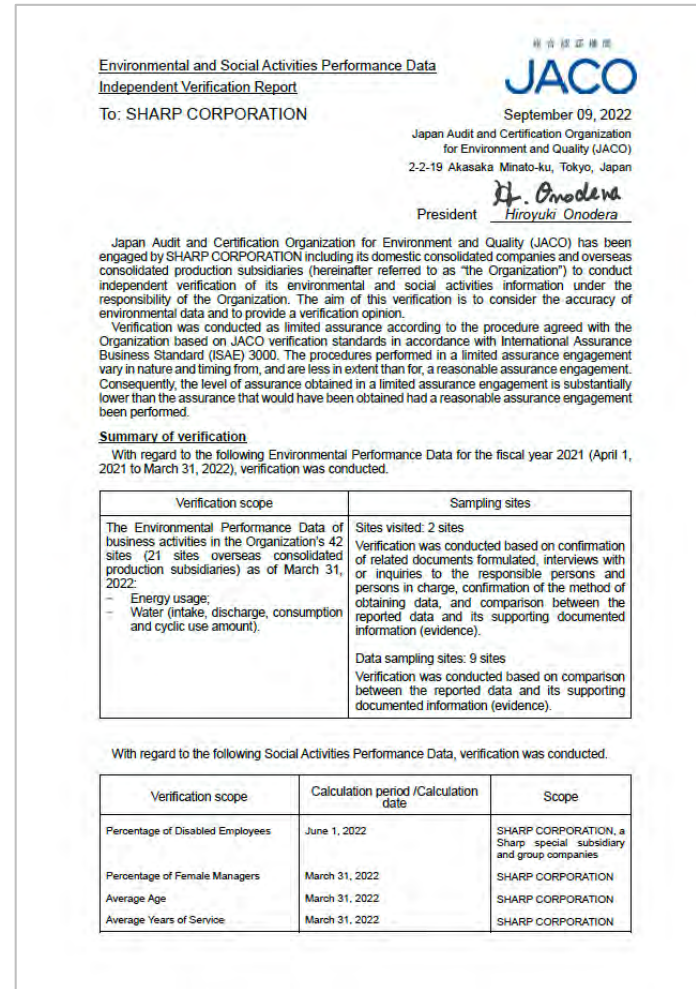 Environmental and Social Activities Performance Data
Independent Verification Report
JACO
To: SHARP CORPORATION
September 09, 2022
Japan Audit and Certification Organization
for Environment and Quality (JACO)
2-2-19 Akasaka Minato-ku, Tokyo, Japan
H. Onodera
President Hiroyuki Onodera
Japan Audit and Certification Organization for Environment and Quality (JACO) has been
engaged by SHARP CORPORATION including its domestic consolidated companies and overseas
consolidated production subsidiaries (hereinafter referred to as "the Organization") to conduct
independent verification of its environmental and social activities information under the
responsibility of the Organization. The aim of this verification is to consider the accuracy of
environmental data and to provide a verification opinion.
Verification was conducted as limited assurance according to the procedure agreed with the
Organization based on JACO verification standards in accordance with International Assurance
Business Standard (ISAE) 3000. The procedures performed in a limited assurance engagement
vary in nature and timing from, and are less in extent than for, a reasonable assurance engagement.
Consequently, the level of assurance obtained in a limited assurance engagement is substantially
lower than the assurance that would have been obtained had a reasonable assurance engagement
been performed.
Summary of verification
With regard to the following Environmental Performance Data for the fiscal year 2021 (April 1,
2021 to March 31, 2022), verification was conducted.
Verification scope
Sampling sites
The Environmental Performance Data of
business activities in the Organization's 42
sites (21 sites overseas consolidated
production subsidiaries) as of March 31,
2022:
– Energy usage;
– Water (intake, discharge, consumption
and cyclic use amount).
Sites visited: 2 sites
Verification was conducted based on confirmation
of related documents formulated, interviews with
or inquiries to the responsible persons and
persons in charge, confirmation of the method of
obtaining data, and comparison between the
reported data and its supporting documented
information (evidence).
Data sampling sites: 9 sites
Verification was conducted based on comparison
between the reported data and its supporting
documented information (evidence).
With regard to the following Social Activities Performance Data, verification was conducted.
Verification scope
Calculation period /Calculation
date
Scope
Percentage of Disabled Employees
June 1, 2022
SHARP CORPORATION, a
Sharp special subsidiary
and group companies
Percentage of Female Managers
March 31, 2022
SHARP CORPORATION
Average Age
March 31, 2022
SHARP CORPORATION
Average Years of Service
March 31, 2022
SHARP CORPORATION